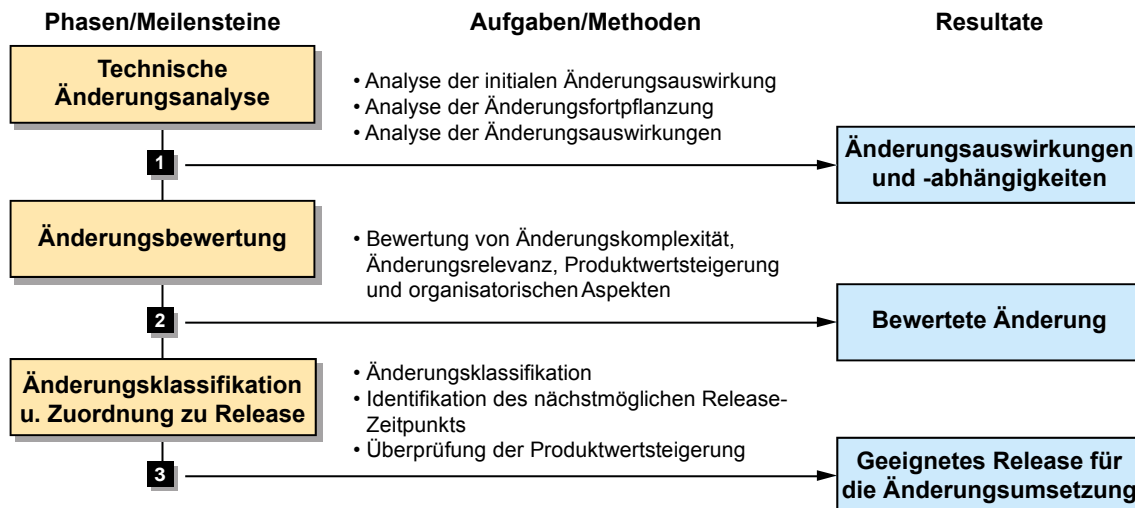 Phasen/Meilensteine
Aufgaben/Methoden
Resultate
Technische
Änderungsanalyse
• Analyse der initialen Änderungsauswirkung
• Analyse der Änderungsfortpflanzung
• Analyse der Änderungsauswirkungen
1
Änderungsauswirkungen
und -abhängigkeiten
Änderungsbewertung
• Bewertung von Änderungskomplexität,
Änderungsrelevanz, Produktwertsteigerung
und organisatorischen Aspekten
2
Bewertete Änderung
Änderungsklassifikation
u. Zuordnung zu Release
• Änderungsklassifikation
• Identifikation des nächstmöglichen Release-
Zeitpunkts
• Überprüfung der Produktwertsteigerung
3
Geeignetes Release für
die Änderungsumsetzung